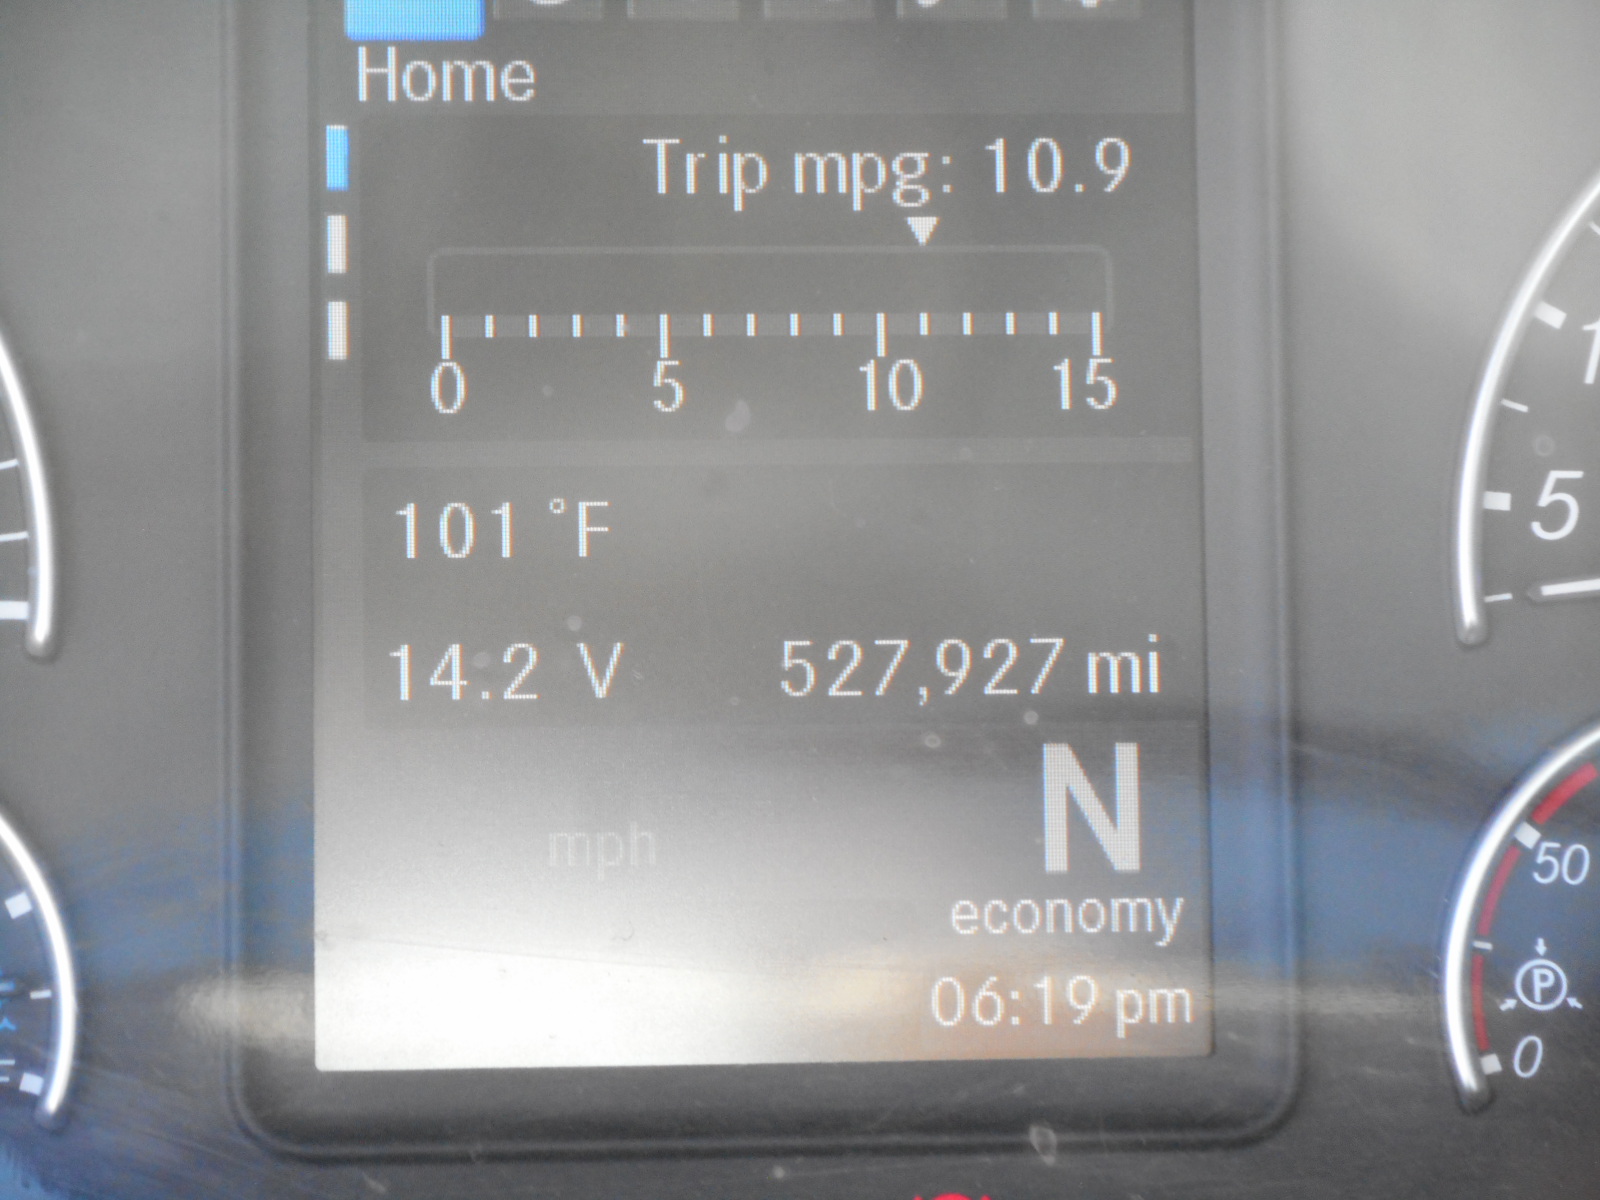 Home
Trip mpg: 10.9
0 5 10 15
101 °F
14.2 V 527,927 mi
N
mph
economy
06:19 pm
5
50
P
0